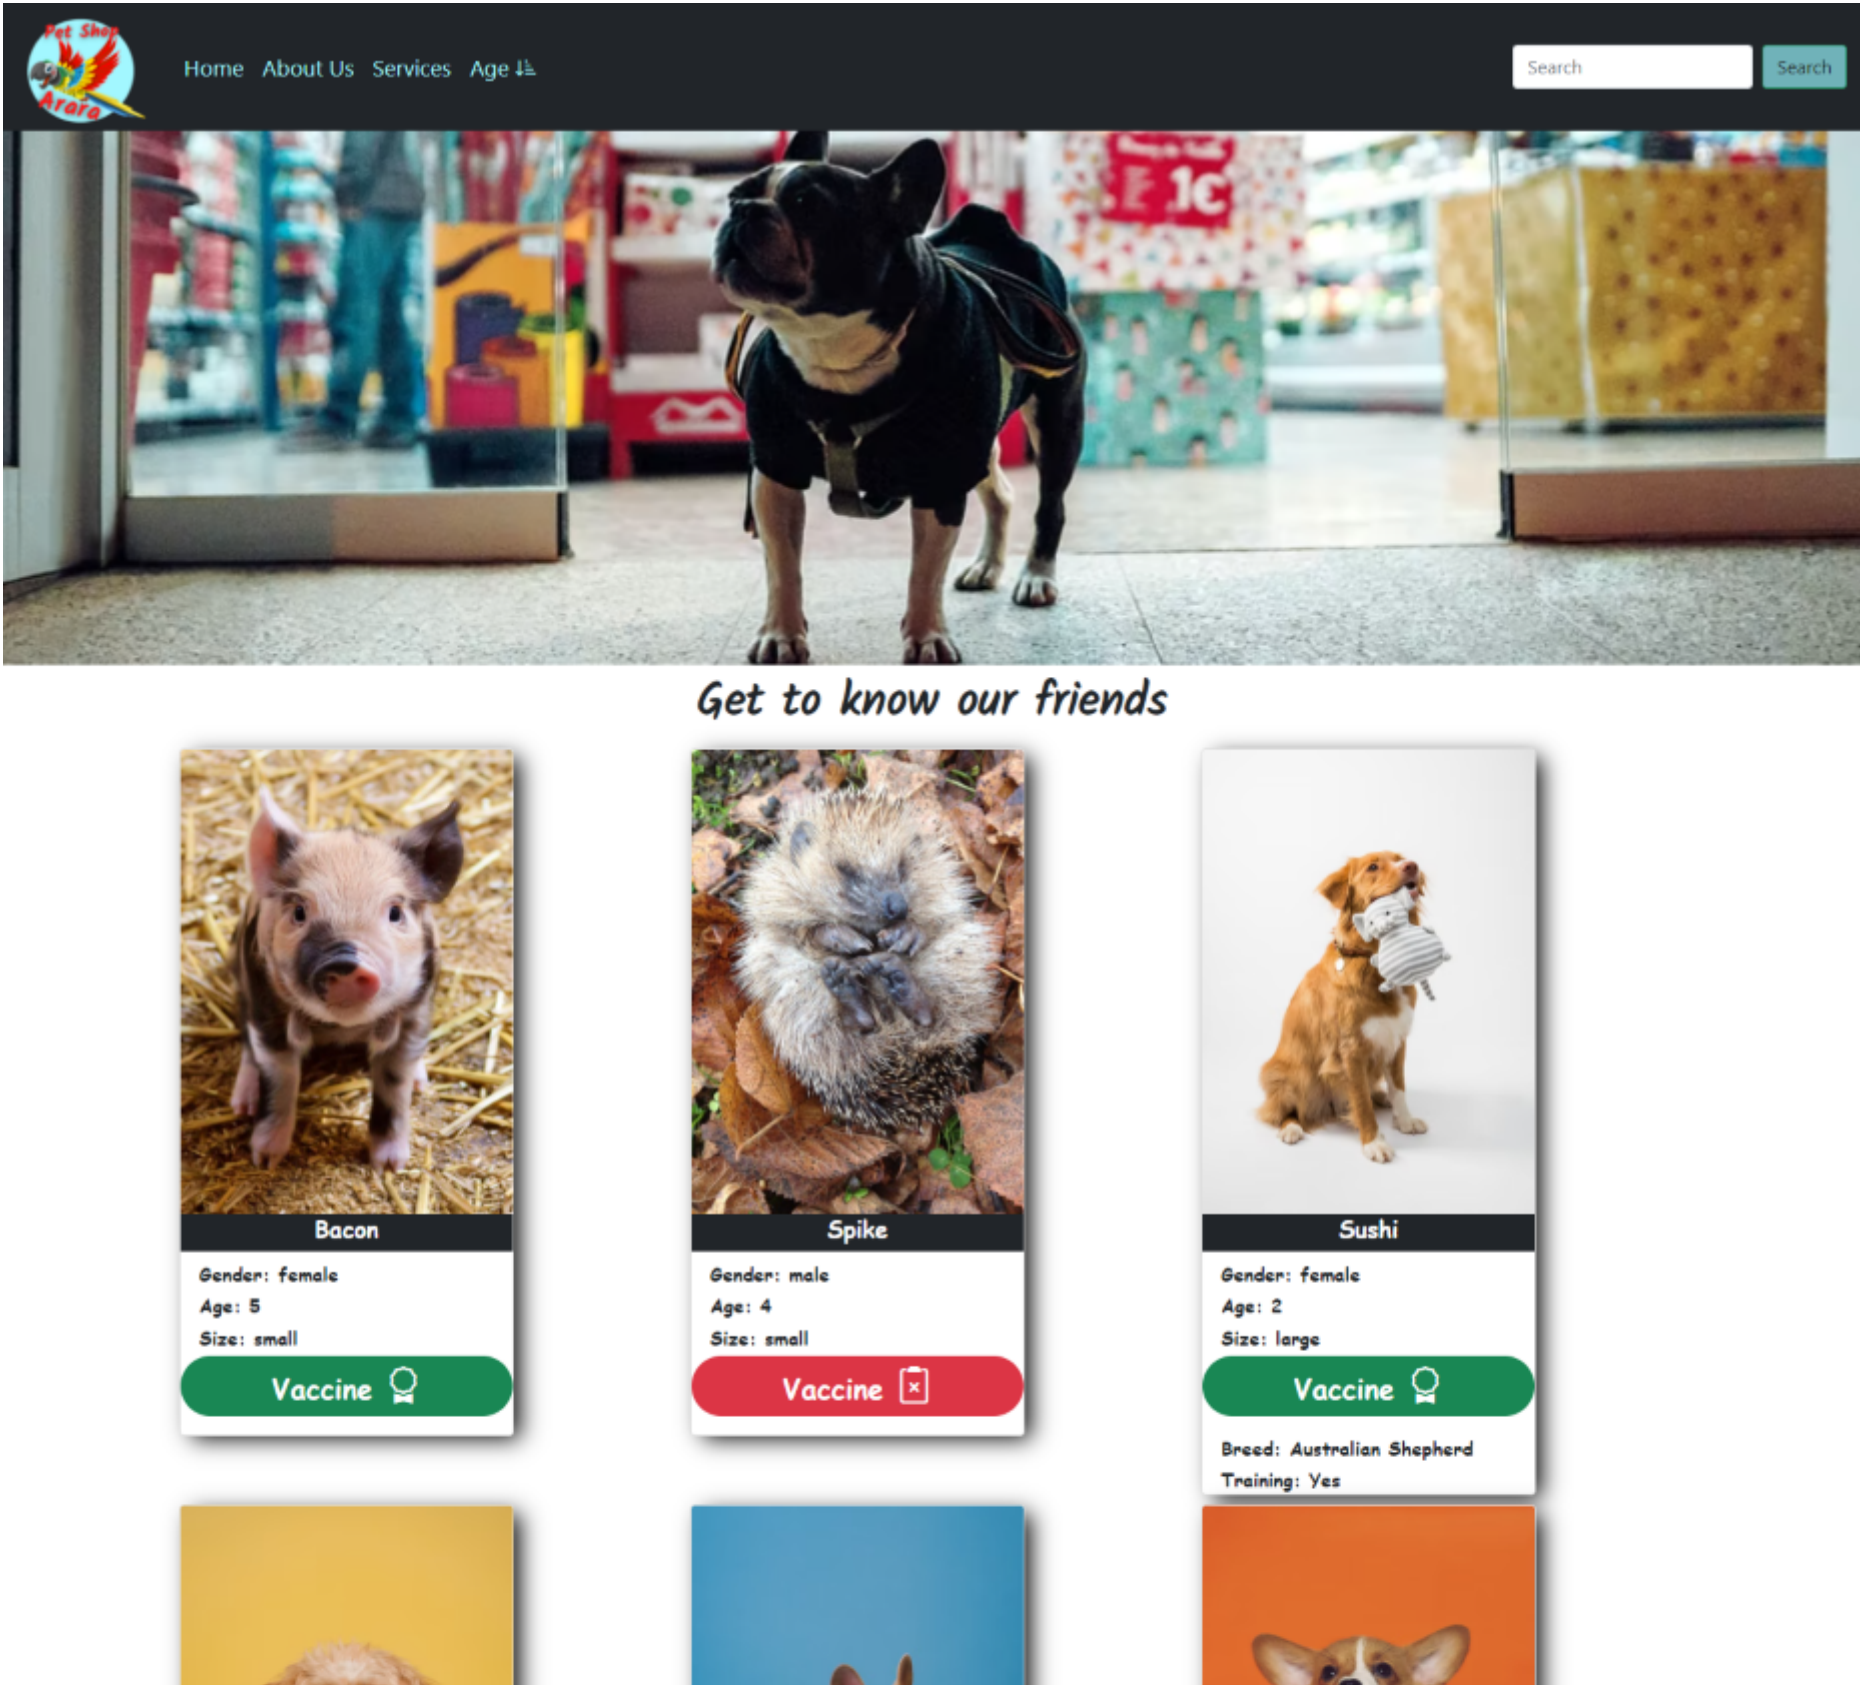 Pet Shop
Arara
Home About Us Services Age
Search Search
1€
Get to know our friends
Bacon
Gender: female
Age: 5
Size: small
Vaccine
Spike
Gender: male
Age: 4
Size: small
Vaccine
Sushi
Gender: female
Age: 2
Size: large
Vaccine
Breed: Australian Shepherd
Training: Yes